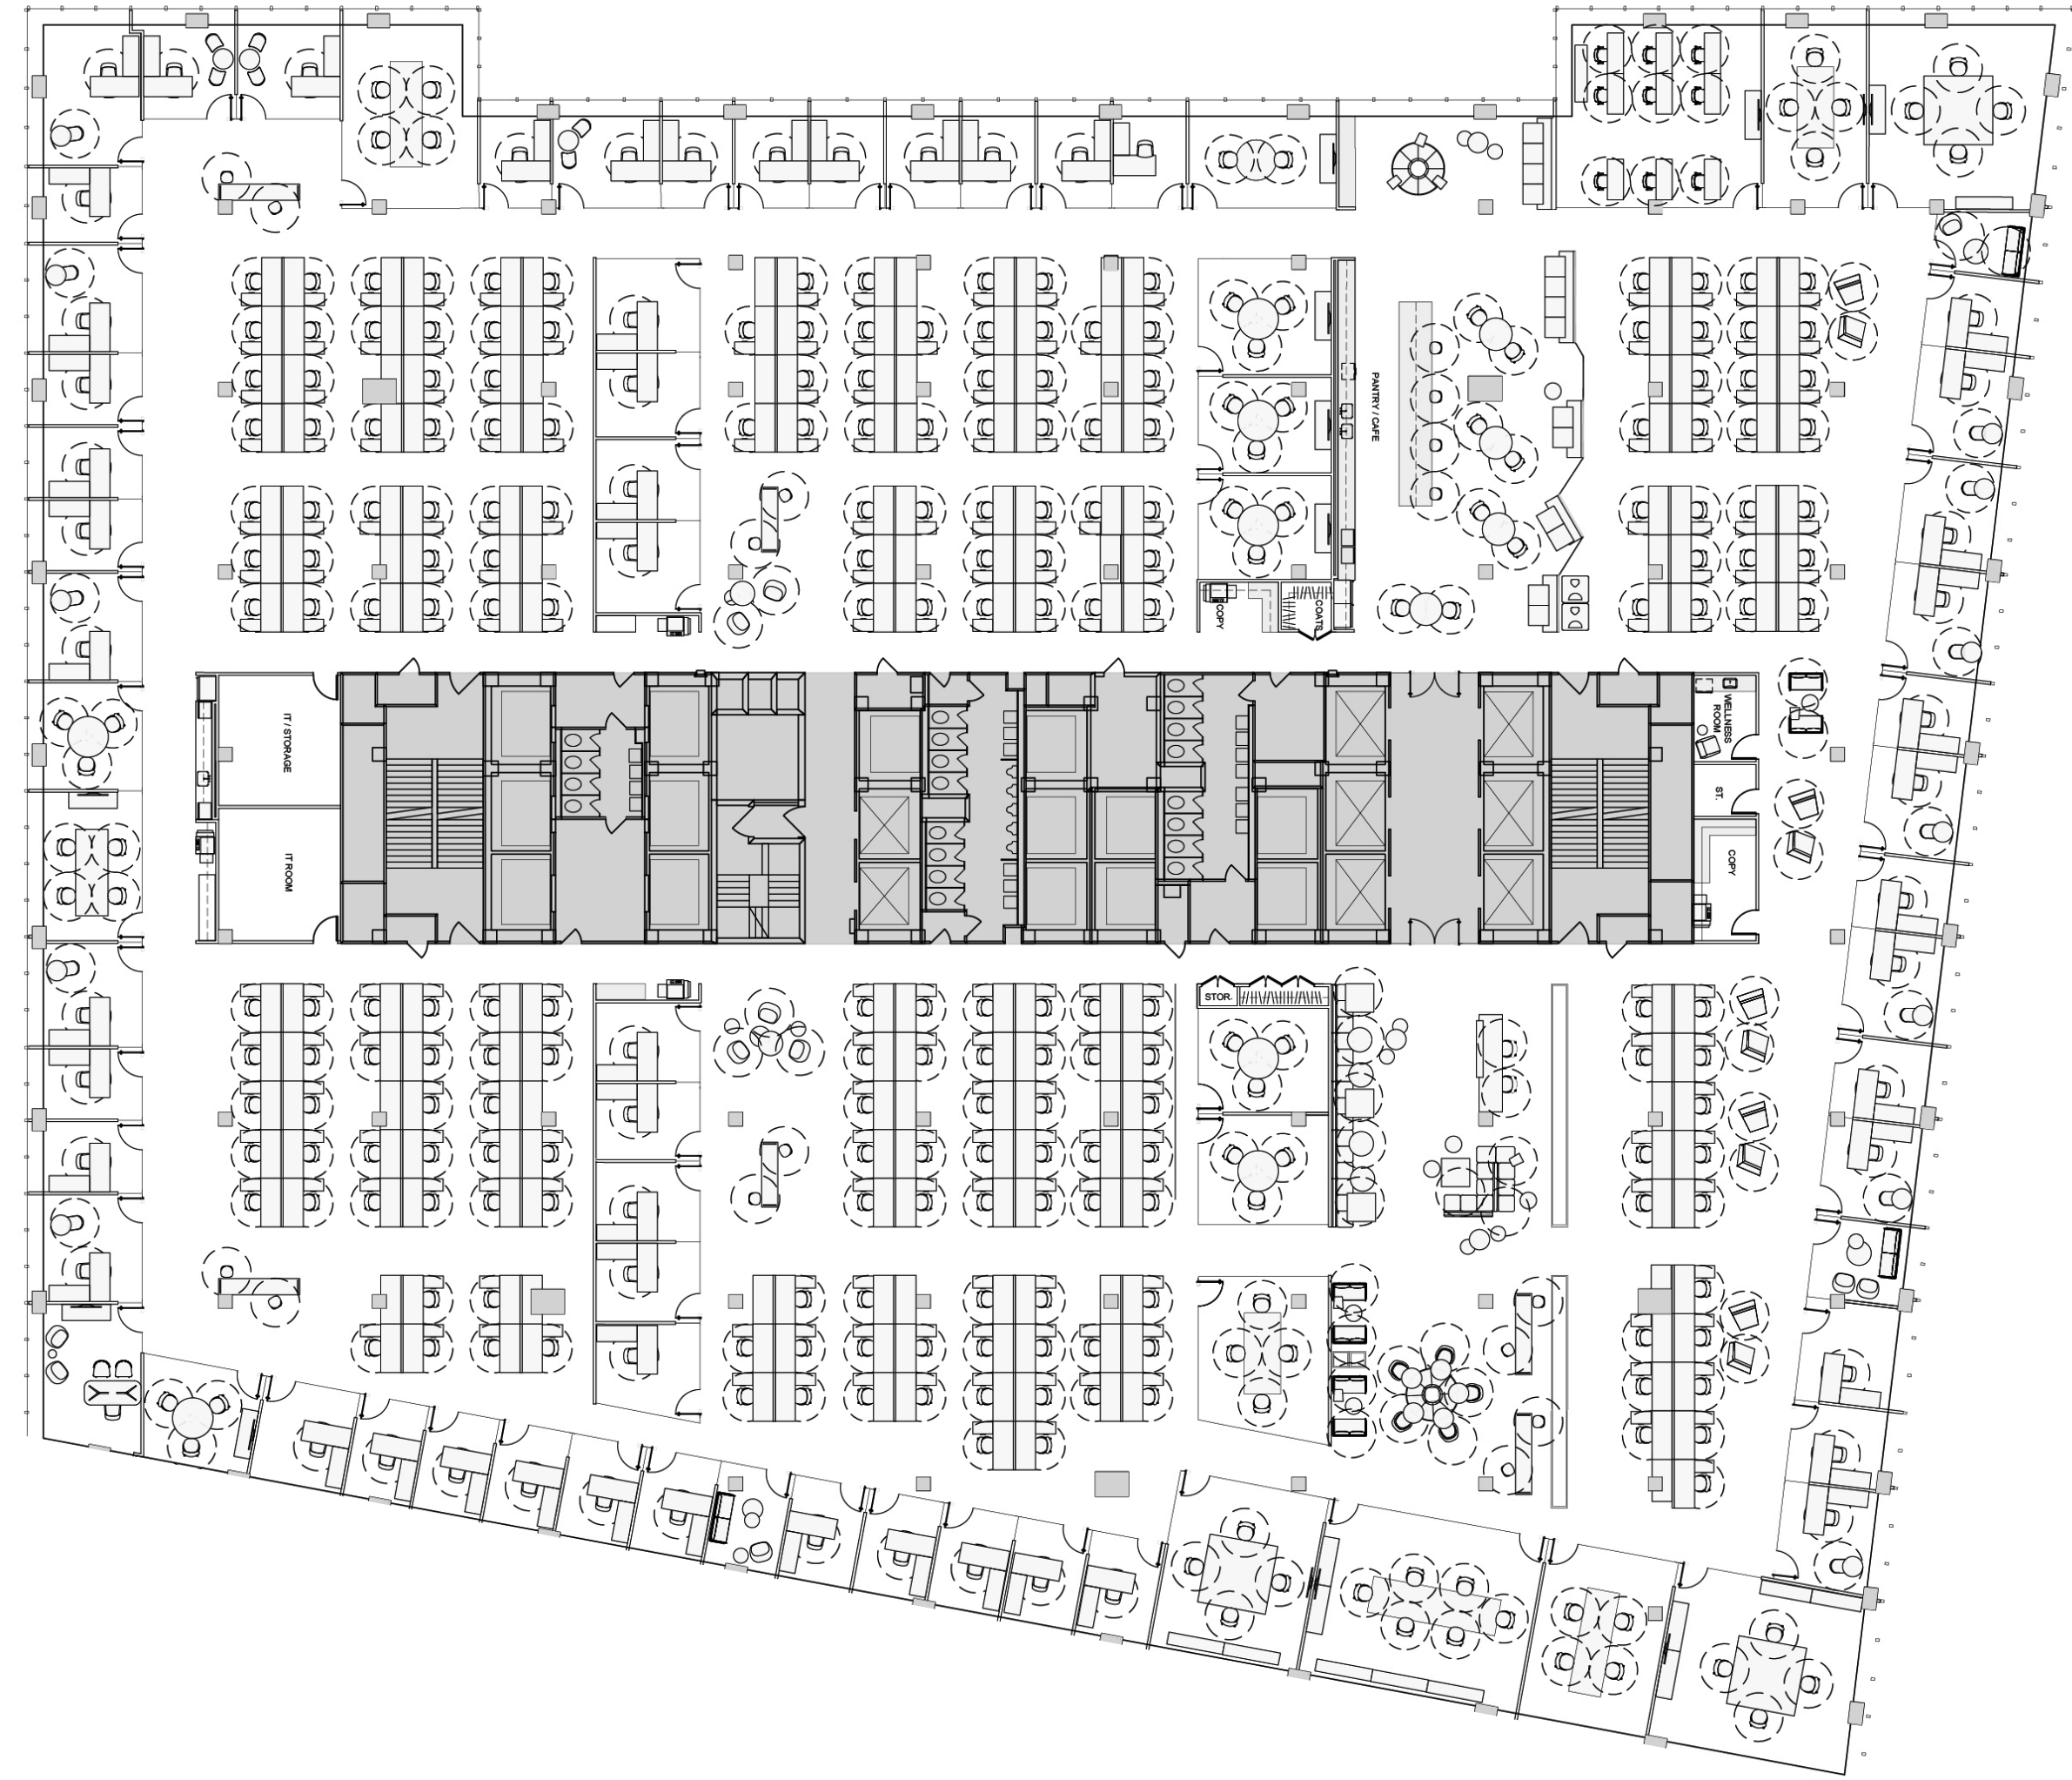 PANTRY / CAFE
COPY
COATS
IT / STORAGE
WELLNESS
ROOM
ST.
IT ROOM
COPY
STOR.